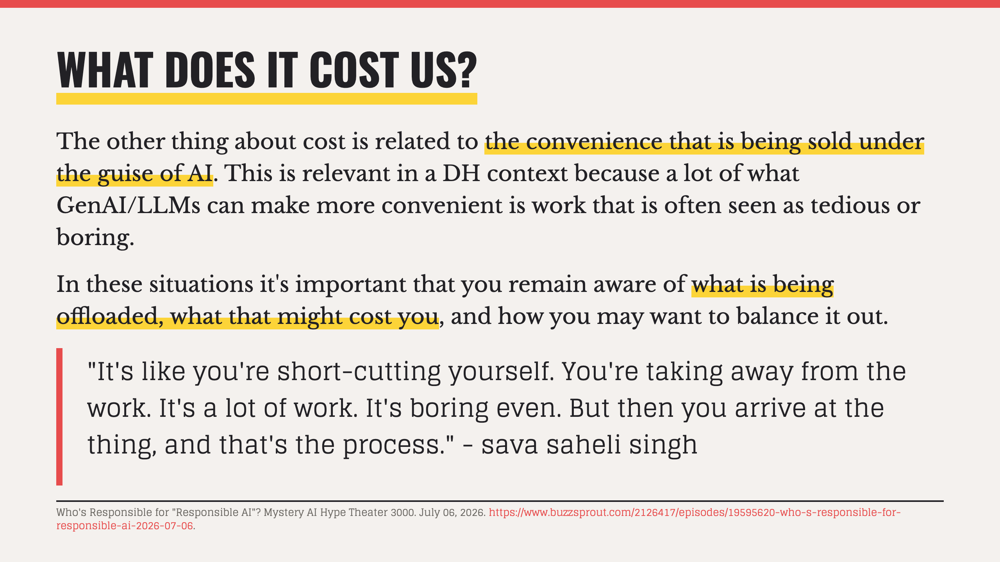 WHAT DOES IT COST US?
The other thing about cost is related to the convenience that is being sold under
the guise of AI. This is relevant in a DH context because a lot of what
GenAI/LLMs can make more convenient is work that is often seen as tedious or
boring.
In these situations it's important that you remain aware of what is being
offloaded, what that might cost you, and how you may want to balance it out.
"It's like you're short-cutting yourself. You're taking away from the
work. It's a lot of work. It's boring even. But then you arrive at the
thing, and that's the process." - sava saheli singh
Who's Responsible for "Responsible AI"? Mystery AI Hype Theater 3000. July 06, 2026. https://www.buzzsprout.com/2126417/episodes/19595620-who-s-responsible-for-
responsible-ai-2026-07-06.